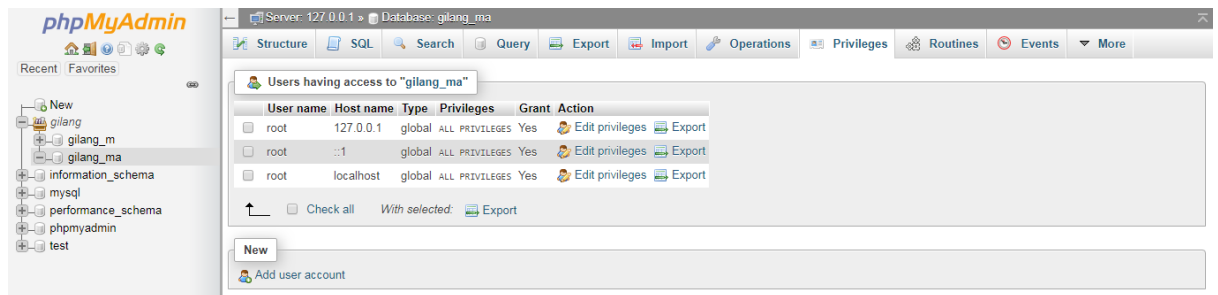 phpMyAdmin
Recent Favorites
New
gilang
gilang_m
gilang_ma
information_schema
mysql
performance_schema
phpmyadmin
test
Server: 127.0.0.1 » Database: gilang_ma
Structure SQL Search Query Export Import Operations Privileges Routines Events More
Users having access to "gilang_ma"
User name Host name Type Privileges Grant Action
root 127.0.0.1 global ALL PRIVILEGES Yes Edit privileges Export
root ::1 global ALL PRIVILEGES Yes Edit privileges Export
root localhost global ALL PRIVILEGES Yes Edit privileges Export
Check all With selected: Export
New
Add user account